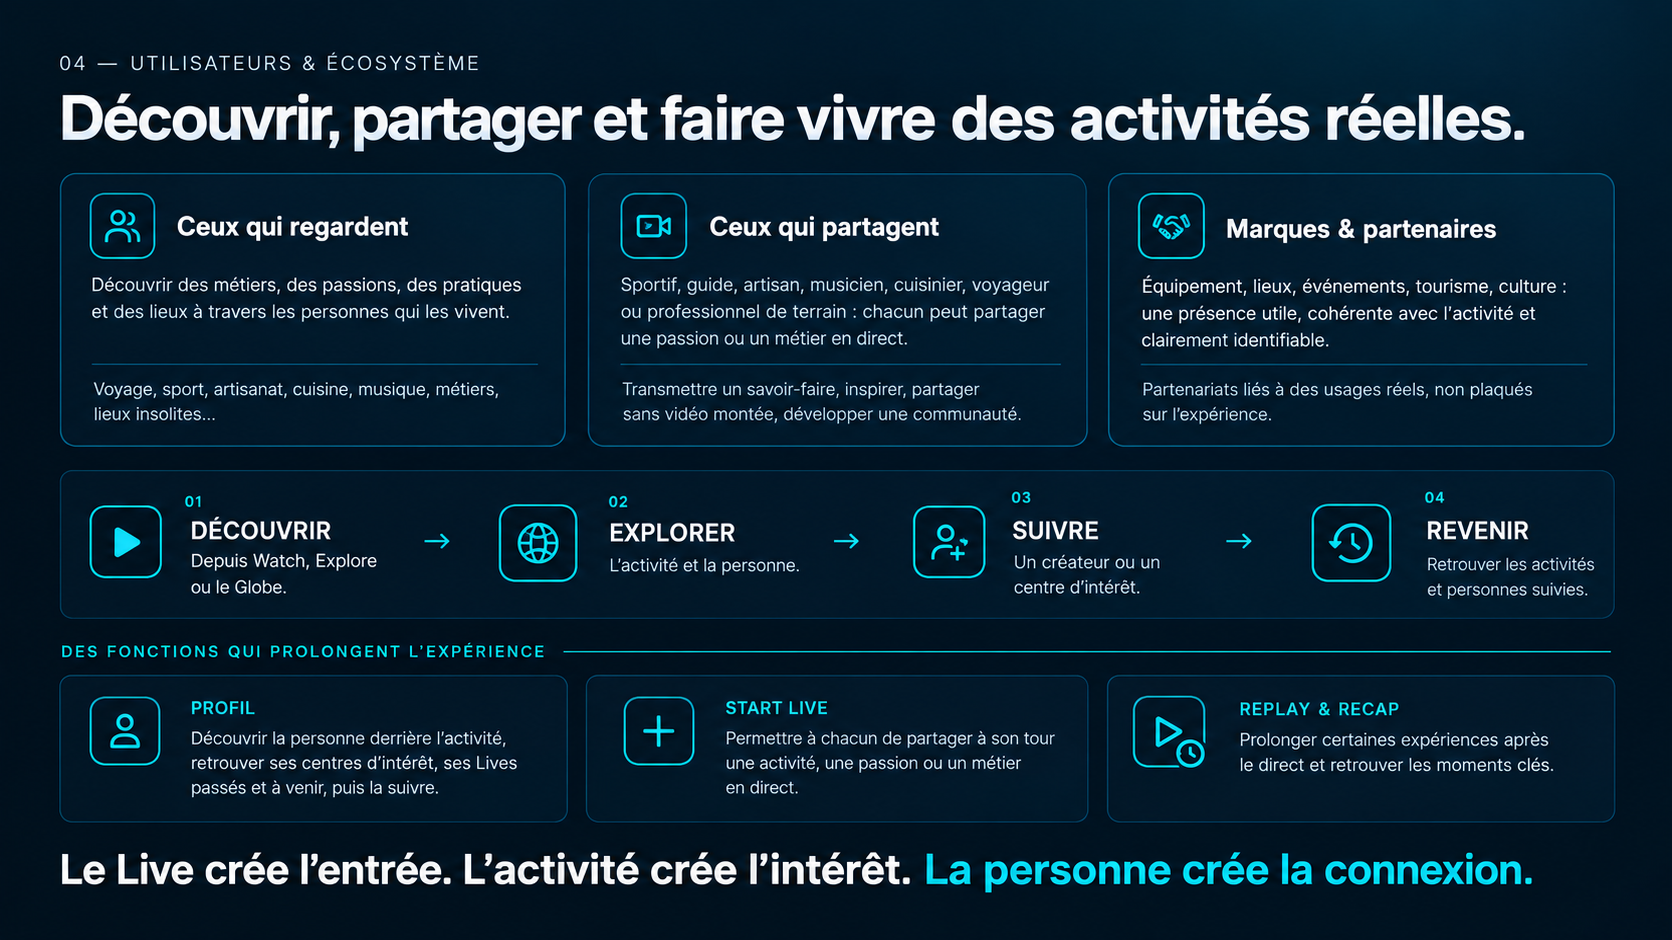 04 — UTILISATEURS & ÉCOSYSTÈME
Découvrir, partager et faire vivre des activités réelles.
Ceux qui regardent
Découvrir des métiers, des passions, des pratiques
et des lieux à travers les personnes qui les vivent.
Voyage, sport, artisanat, cuisine, musique, métiers,
lieux insolites...
Ceux qui partagent
Sportif, guide, artisan, musicien, cuisinier, voyageur
ou professionnel de terrain : chacun peut partager
une passion ou un métier en direct.
Transmettre un savoir-faire, inspirer, partager
sans vidéo montée, développer une communauté.
Marques & partenaires
Équipement, lieux, événements, tourisme, culture :
une présence utile, cohérente avec l'activité et
clairement identifiable.
Partenariats liés à des usages réels, non plaqués
sur l'expérience.
01
DÉCOUVRIR
Depuis Watch, Explore
ou le Globe.
→
02
EXPLORER
L'activité et la personne.
→
03
SUIVRE
Un créateur ou un
centre d'intérêt.
→
04
REVENIR
Retrouver les activités
et personnes suivies.
DES FONCTIONS QUI PROLONGENT L'EXPÉRIENCE
PROFIL
Découvrir la personne derrière l'activité,
retrouver ses centres d'intérêt, ses Lives
passés et à venir, puis la suivre.
START LIVE
Permettre à chacun de partager à son tour
une activité, une passion ou un métier
en direct.
REPLAY & RECAP
Prolonger certaines expériences après
le direct et retrouver les moments clés.
Le Live crée l'entrée. L'activité crée l'intérêt. La personne crée la connexion.